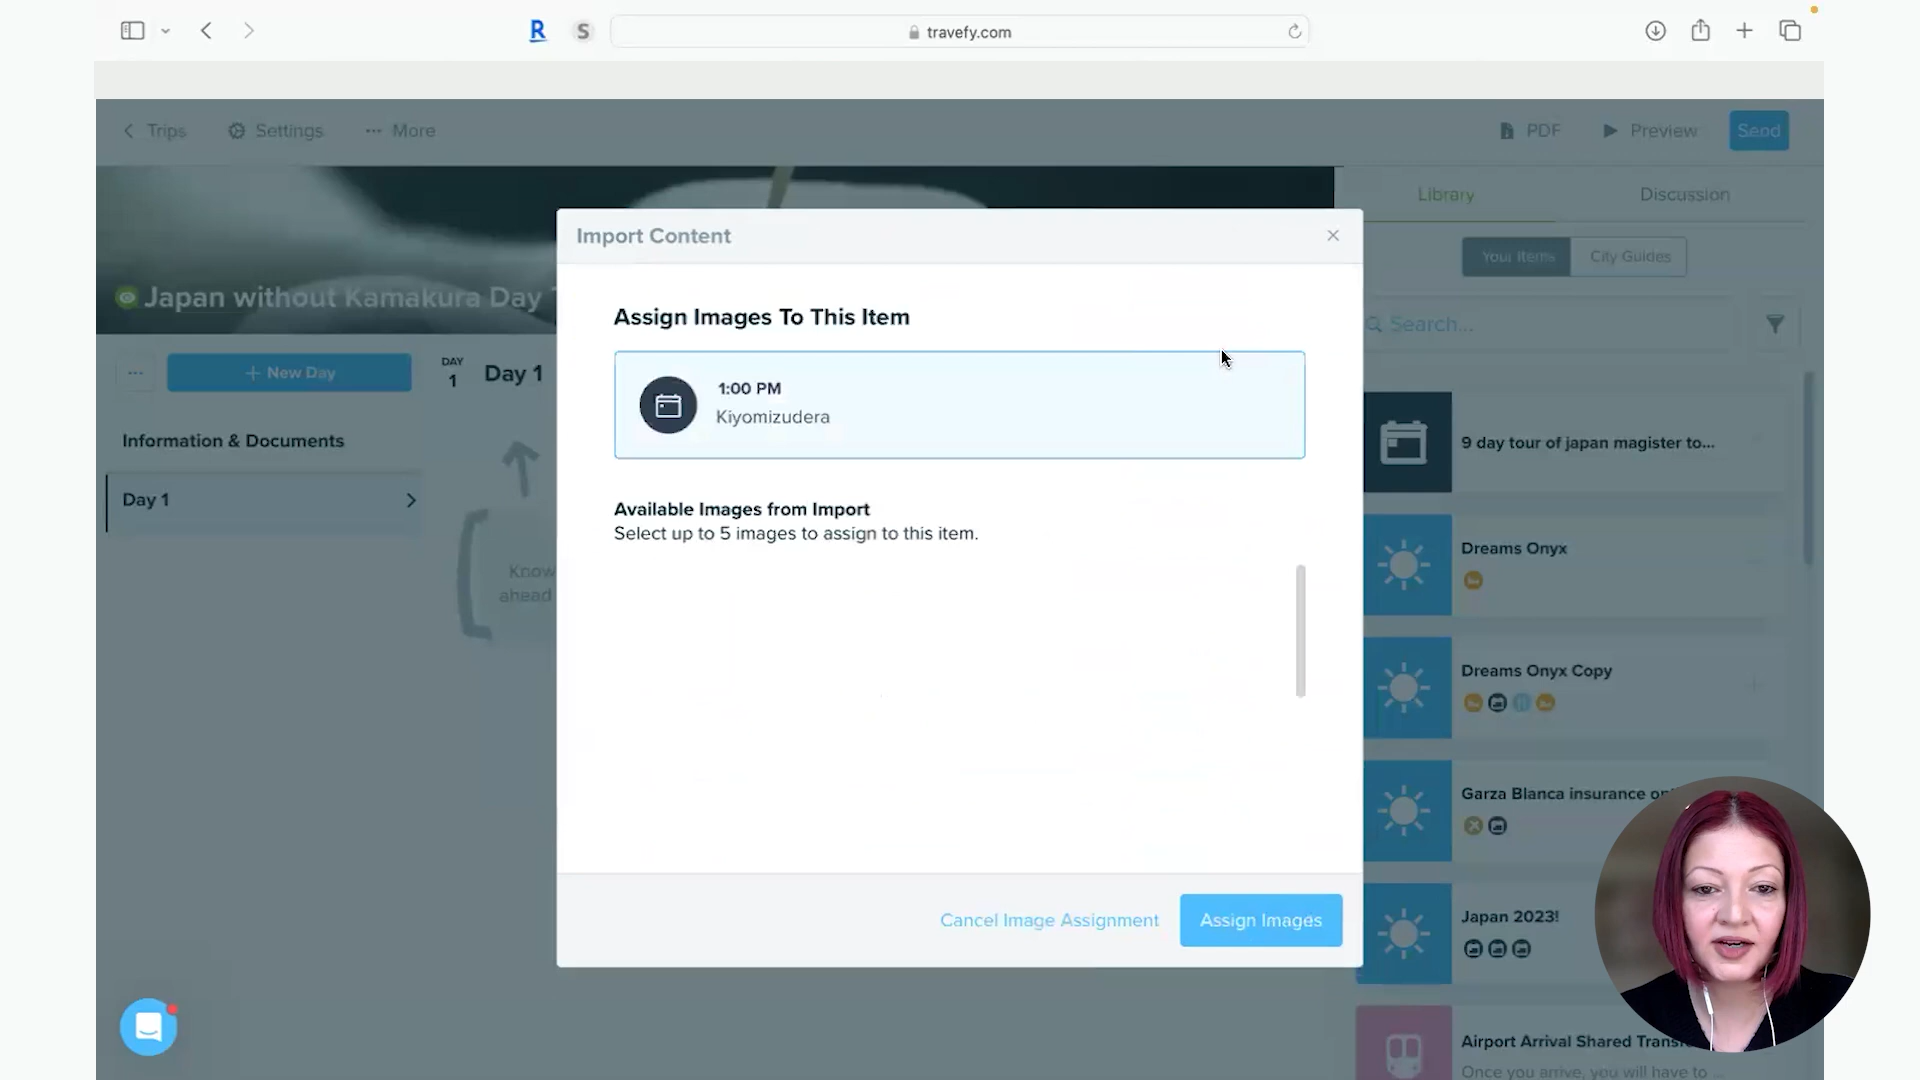 R
S
travefy.com
Trips
Settings
More
PDF
Preview
Send
Japan without Kamakura Day
Library
Discussion
Your Items
City Guides
Search...
+ New Day
DAY
1
Day 1
Information & Documents
Day 1
Know
ahead
Import Content
Assign Images To This Item
1:00 PM
Kiyomizudera
Available Images from Import
Select up to 5 images to assign to this item.
Cancel Image Assignment
Assign Images
9 day tour of japan magister to...
Dreams Onyx
Dreams Onyx Copy
Garza Blanca insurance
Japan 2023!
Airport Arrival Shared
Once you arrive, you will have to ...